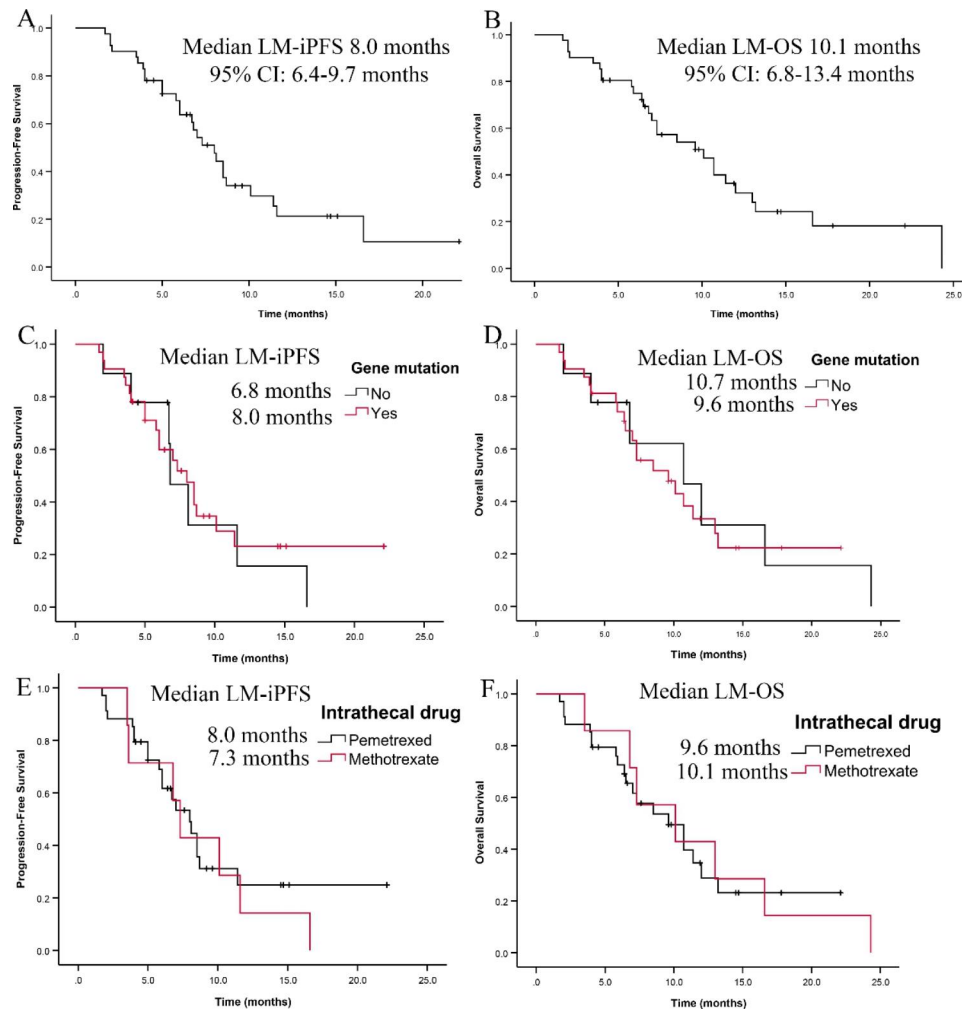 A
Median LM-iPFS 8.0 months
95% CI: 6.4-9.7 months
Progression-Free Survival
1.0
0.8
0.6
0.4
0.2
0.0
.0 5.0 10.0 15.0 20.0
Time (months)
B
Median LM-OS 10.1 months
95% CI: 6.8-13.4 months
Overall Survival
1.0
0.8
0.6
0.4
0.2
0.0
.0 5.0 10.0 15.0 20.0 25.0
Time (months)
C
Median LM-iPFS
6.8 months
8.0 months
Gene mutation
No
Yes
Progression-Free Survival
1.0
0.8
0.6
0.4
0.2
0.0
.0 5.0 10.0 15.0 20.0 25.0
Time (months)
D
Median LM-OS
10.7 months
9.6 months
Gene mutation
No
Yes
Overall Survival
1.0
0.8
0.6
0.4
0.2
0.0
.0 5.0 10.0 15.0 20.0 25.0
Time (months)
E
Median LM-iPFS
8.0 months
7.3 months
Intrathecal drug
Pemetrexed
Methotrexate
Progression-Free Survival
1.0
0.8
0.6
0.4
0.2
0.0
.0 5.0 10.0 15.0 20.0 25.0
Time (months)
F
Median LM-OS
9.6 months
10.1 months
Intrathecal drug
Pemetrexed
Methotrexate
Overall Survival
1.0
0.8
0.6
0.4
0.2
0.0
.0 5.0 10.0 15.0 20.0 25.0
Time (months)